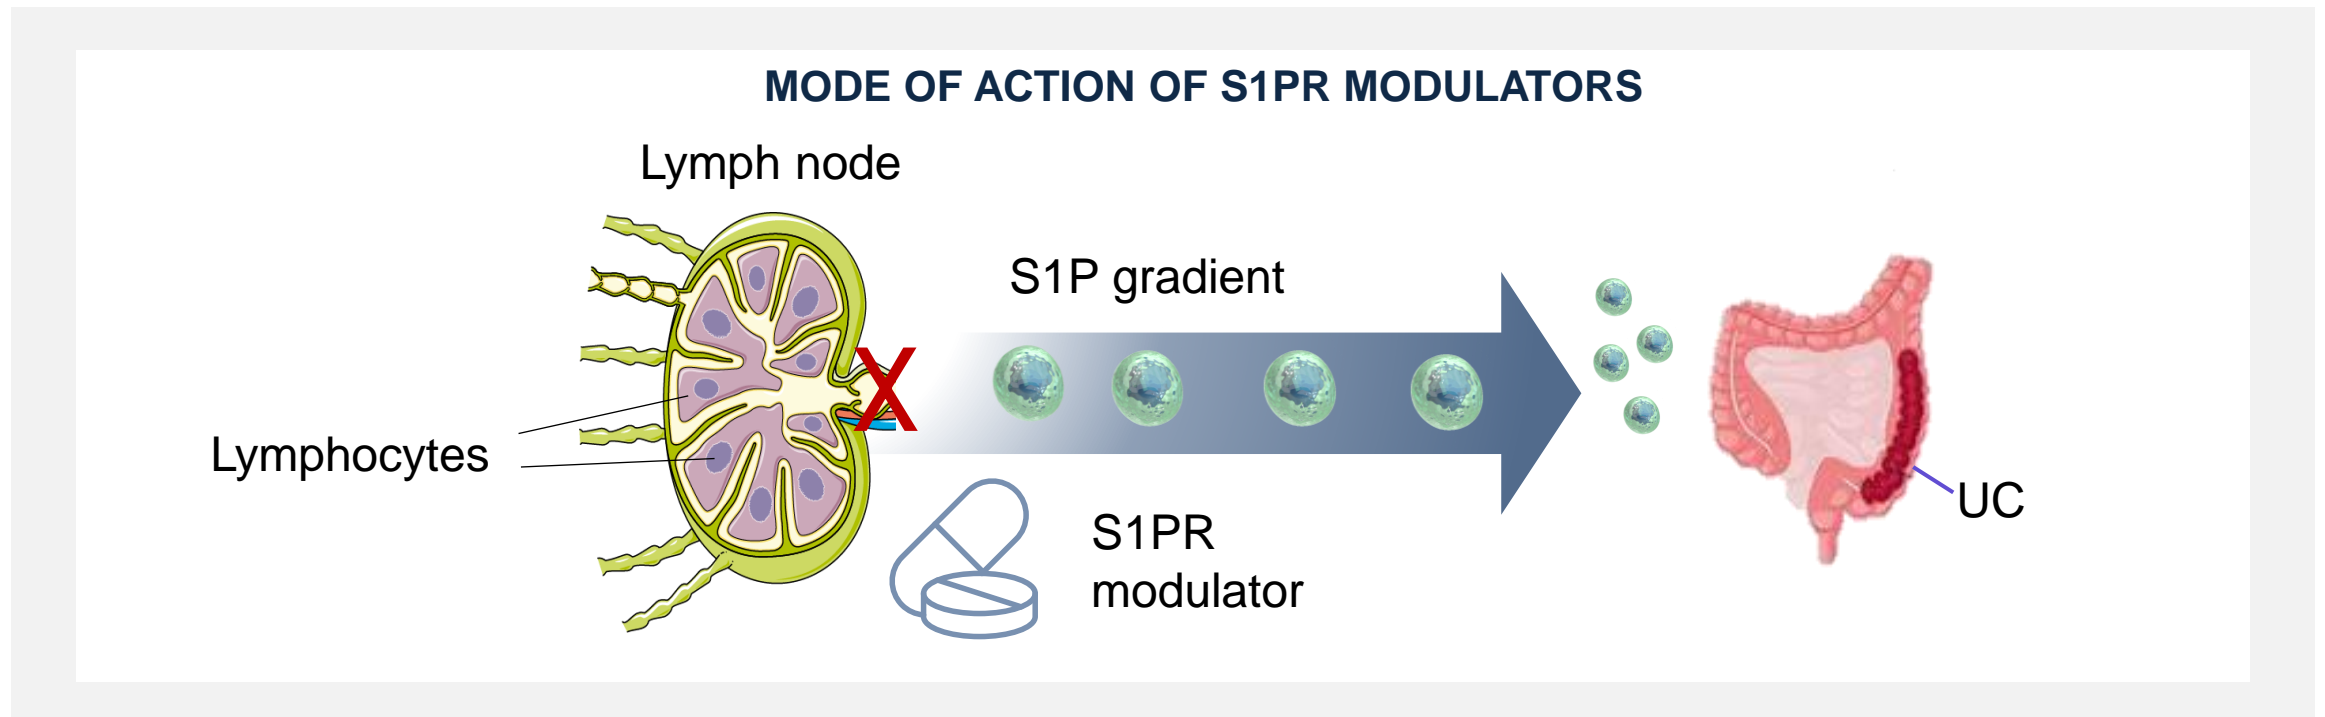 MODE OF ACTION OF S1PR MODULATORS
Lymph node
S1P gradient
Lymphocytes
UC
S1PR
modulator